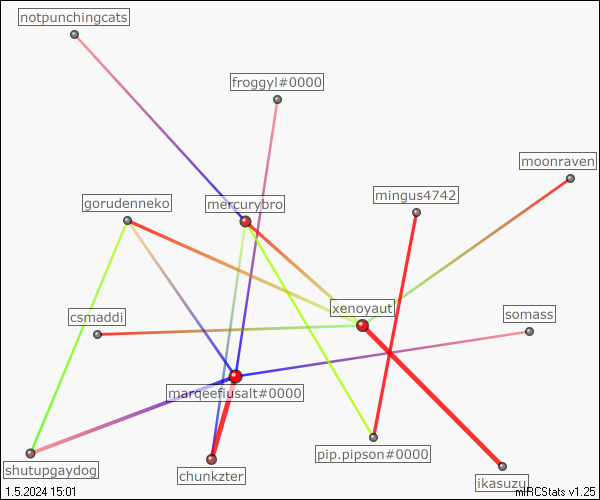 notpunchingcats
froggyl#0000
moonraven
mingus4742
gorudenneko
mercurybro
xenoyaut
somass
csmaddi
marqeefiusalt#0000
pip.pipson#0000
shutupgaydog
chunkzter
ikasuzu
1.5.2024 15:01
mIRCStats v1.25